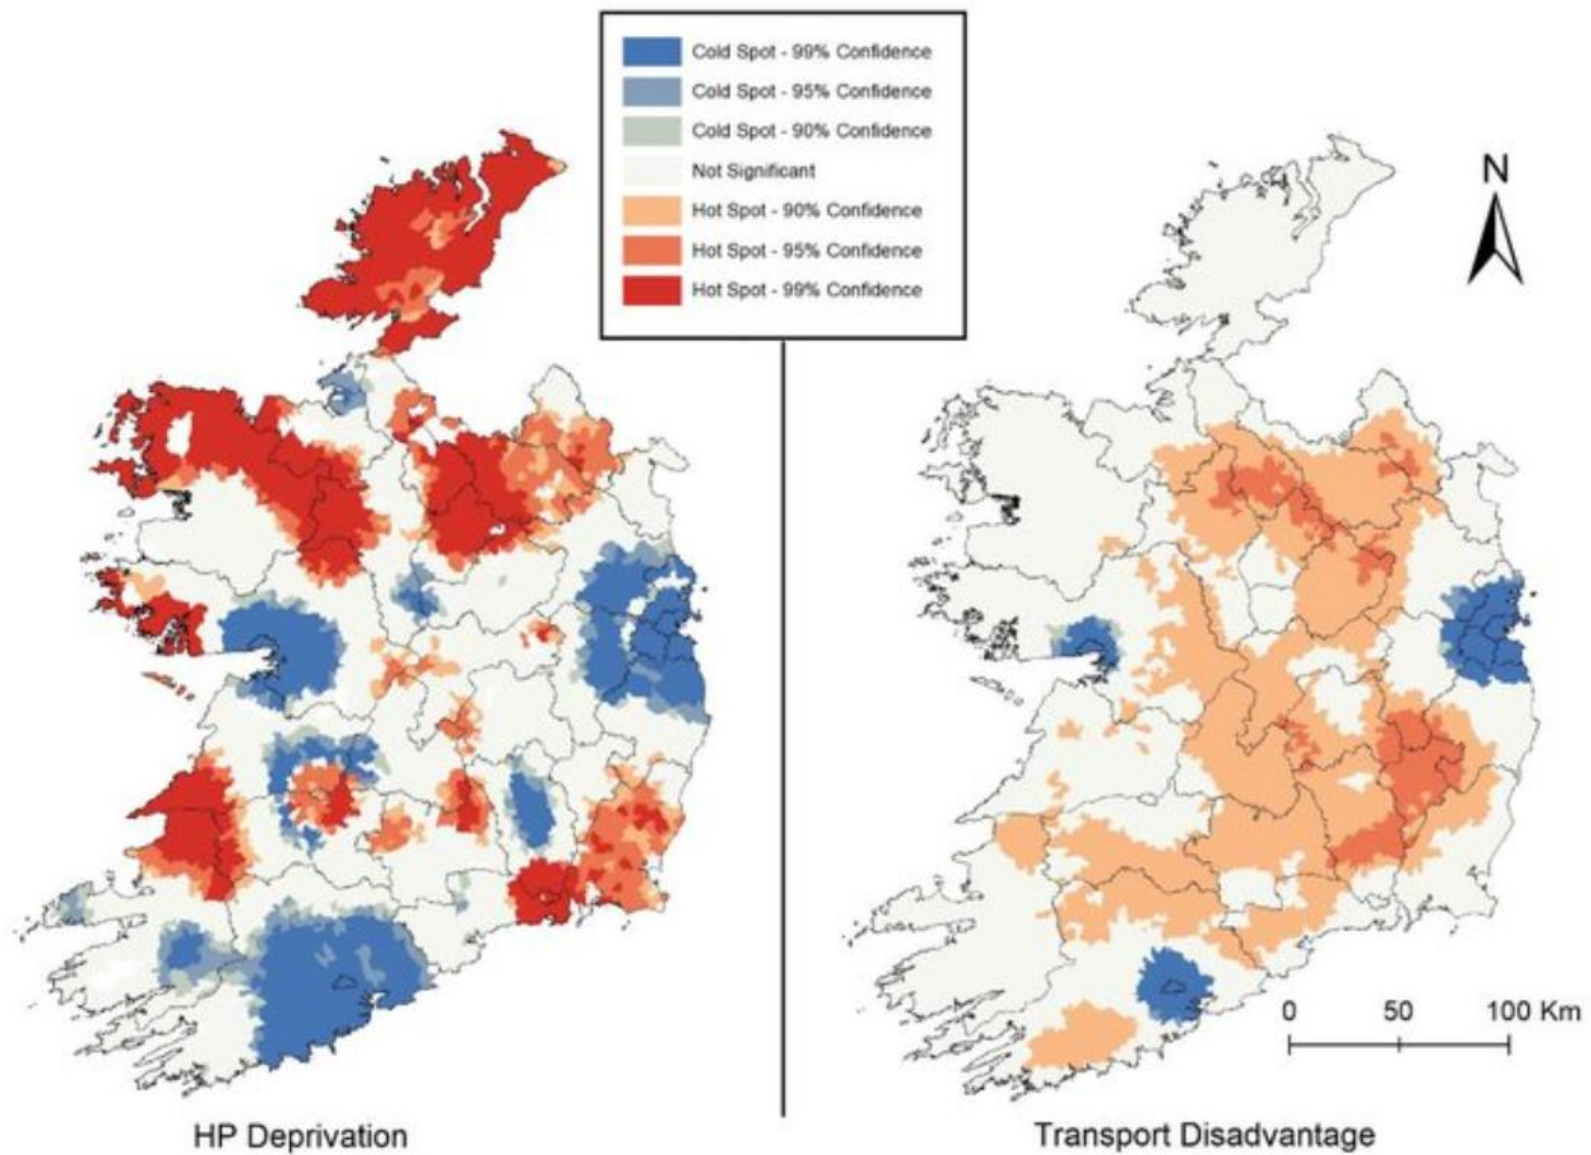 Cold Spot - 99% Confidence
Cold Spot - 95% Confidence
Cold Spot - 90% Confidence
Not Significant
Hot Spot - 90% Confidence
Hot Spot - 95% Confidence
Hot Spot - 99% Confidence
N
0 50 100 Km
HP Deprivation
Transport Disadvantage